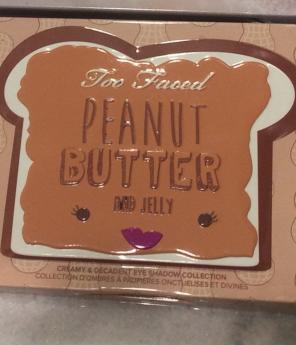 Too Faced
PEANUT
BUTTER
AND JELLY
CREAMY & DECADENT EYE SHADOW COLLECTION
COLLECTION D'OMBRES À PAUPIÈRES ONCTUEUSES ET DIVINES